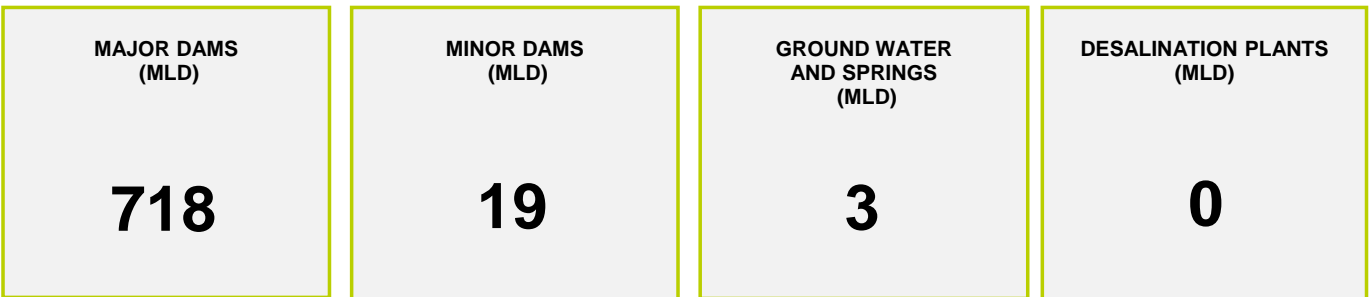 MAJOR DAMS
(MLD)
718
MINOR DAMS
(MLD)
19
GROUND WATER
AND SPRINGS
(MLD)
3
DESALINATION PLANTS
(MLD)
0